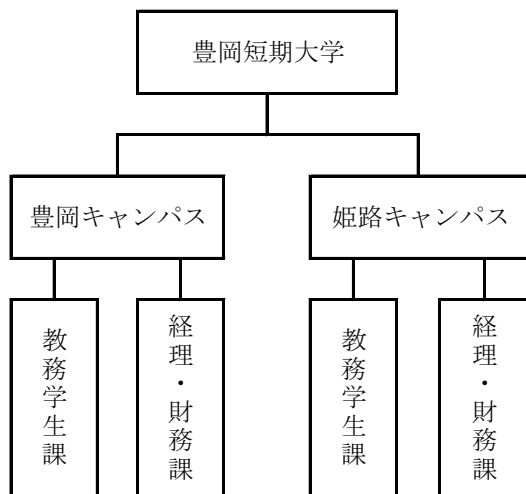 豊岡短期大学
豊岡キャンパス
姫路キャンパス
教務学生課
経理・財務課
教務学生課
経理・財務課